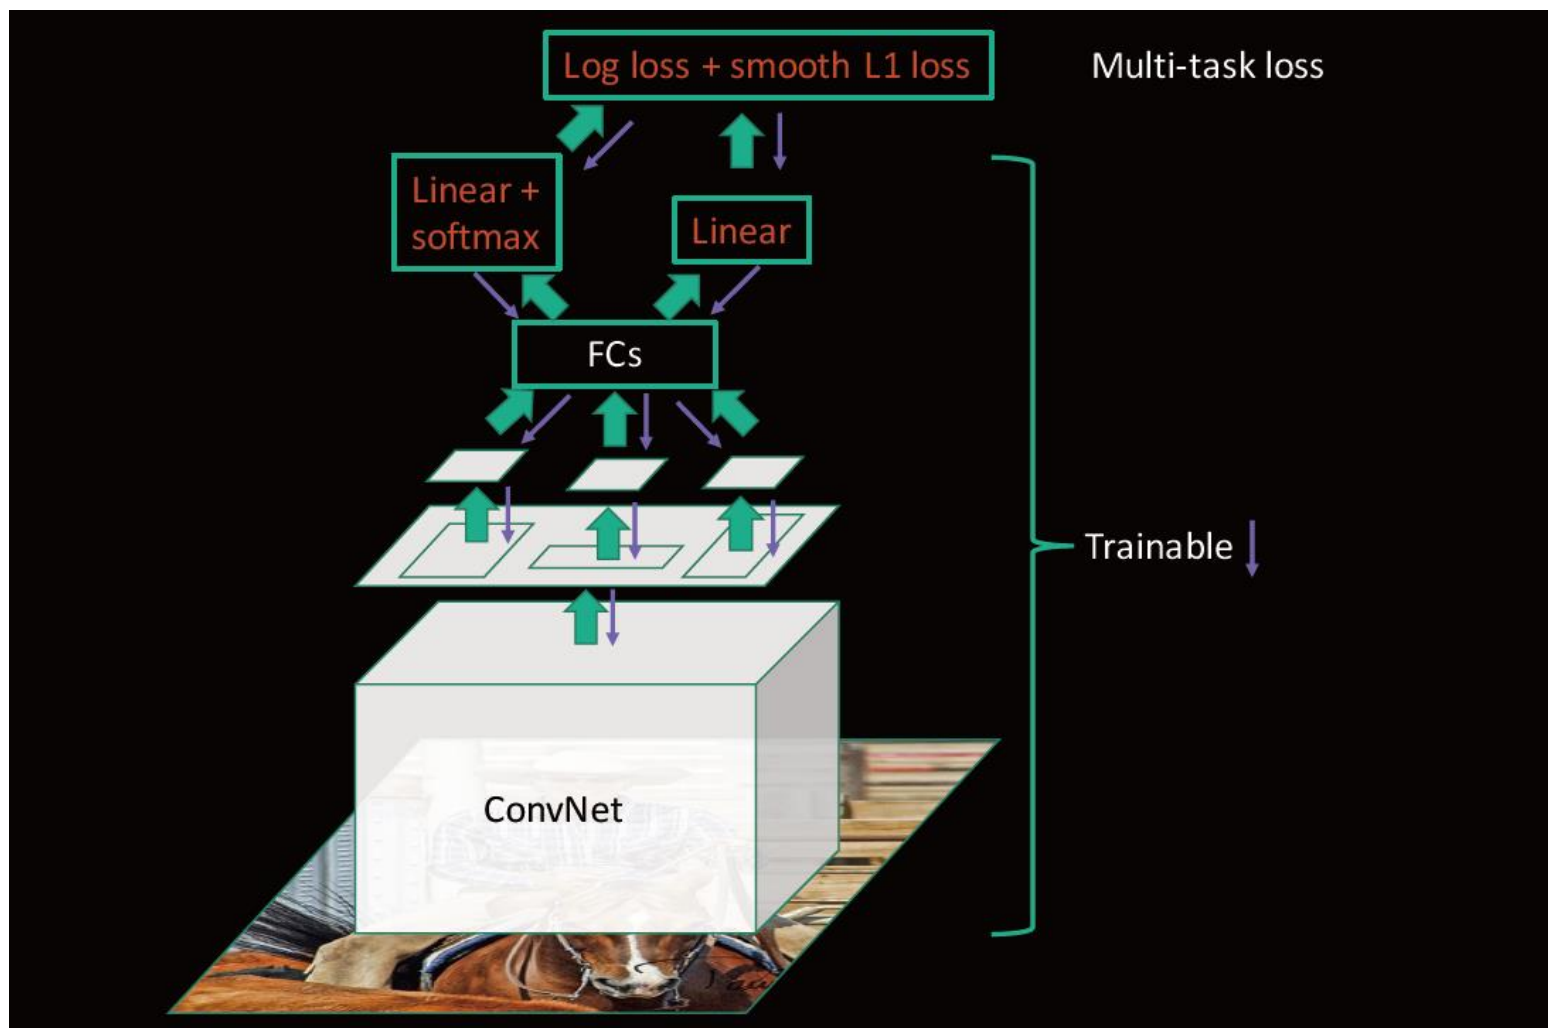 Log loss + smooth L1 loss
Multi-task loss
Linear +
softmax
Linear
FCs
Trainable
ConvNet